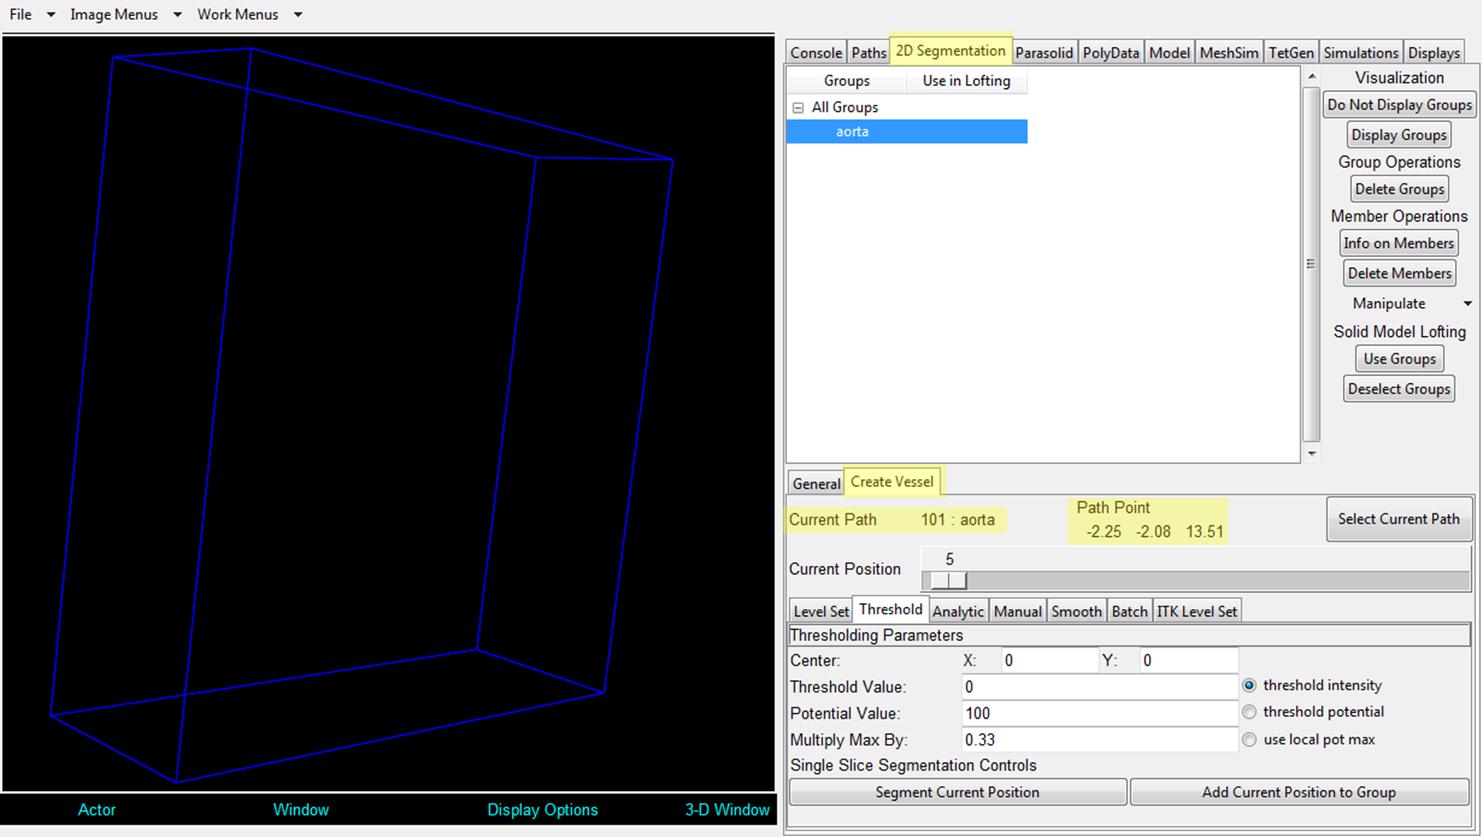 File Image Menus Work Menus
Console Paths 2D Segmentation Parasolid PolyData Model MeshSim TetGen Simulations Displays
Groups Use in Lofting
All Groups
aorta
Visualization
Do Not Display Groups
Display Groups
Group Operations
Delete Groups
Member Operations
Info on Members
Delete Members
Manipulate
Solid Model Lofting
Use Groups
Deselect Groups
General Create Vessel
Current Path 101 : aorta
Path Point
-2.25 -2.08 13.51
Select Current Path
5
Current Position
Level Set Threshold Analytic Manual Smooth Batch ITK Level Set
Thresholding Parameters
Center: X: 0 Y: 0
Threshold Value: 0 threshold intensity
Potential Value: 100 threshold potential
Multiply Max By: 0.33 use local pot max
Single Slice Segmentation Controls
Segment Current Position Add Current Position to Group
Actor Window Display Options 3-D Window